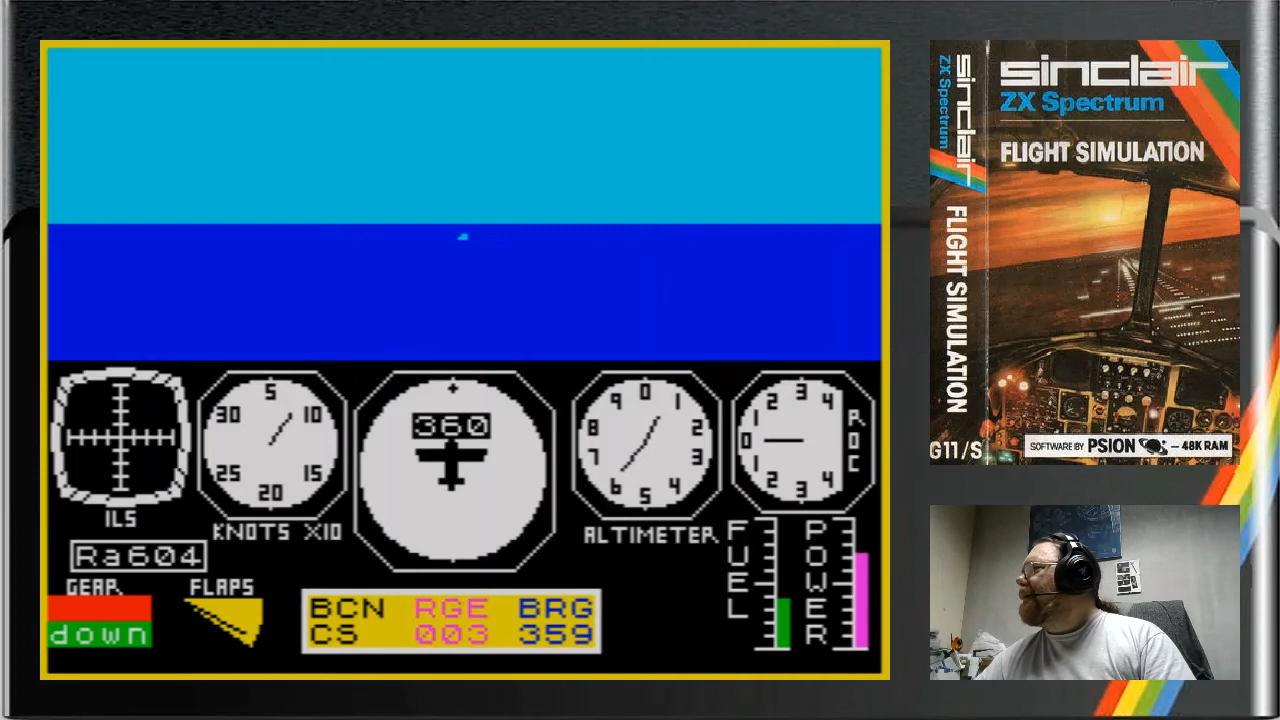 5
30 10
25 15
20
KNOTS X10
ILS
Ra604
GEAR
down
FLAPS
360
BCN RGE BRG
CS 003 359
0
9 1
8 2
7 3
6 4
5
ALTIMETER
3
2 4
1
0
1
2 4
3
ROC
FUEL
POWER
sinclair
ZX Spectrum
FLIGHT SIMULATION
sinclair
ZX Spectrum
FLIGHT SIMULATION
G11/S
SOFTWARE BY PSION – 48K RAM